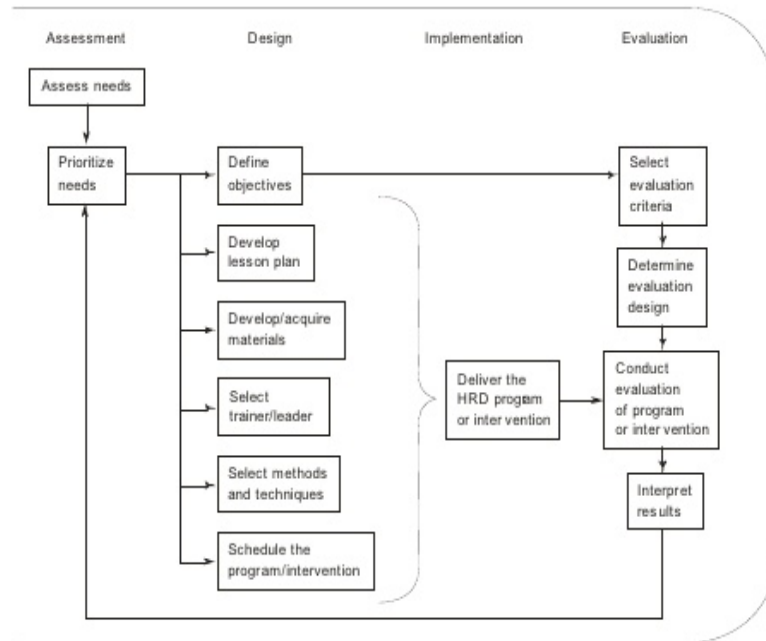 Assessment
Design
Implementation
Evaluation
Assess needs
Prioritize
needs
Define
objectives
Develop
lesson plan
Develop/acquire
materials
Select
trainer/leader
Select methods
and techniques
Schedule the
program/intervention
Deliver the
HRD program
or intervention
Select
evaluation
criteria
Determine
evaluation
design
Conduct
evaluation
of program
or intervention
Interpret
results